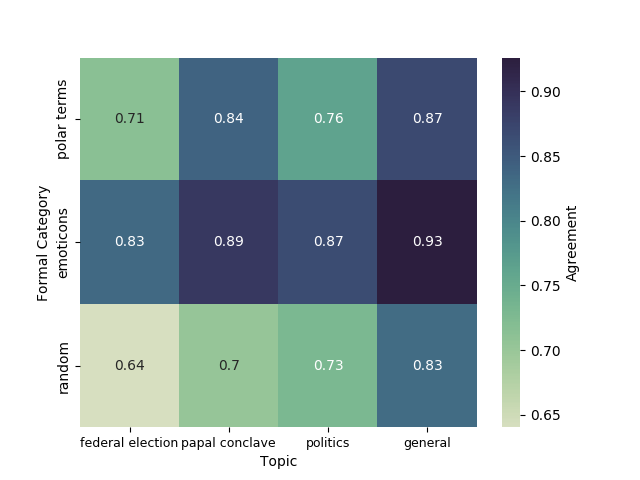 polar terms
0.71 0.84 0.76 0.87
emoticons
0.83 0.89 0.87 0.93
random
0.64 0.7 0.73 0.83
Formal Category
federal election papal conclave politics general
Topic
0.90
0.85
0.80
0.75
0.70
0.65
Agreement